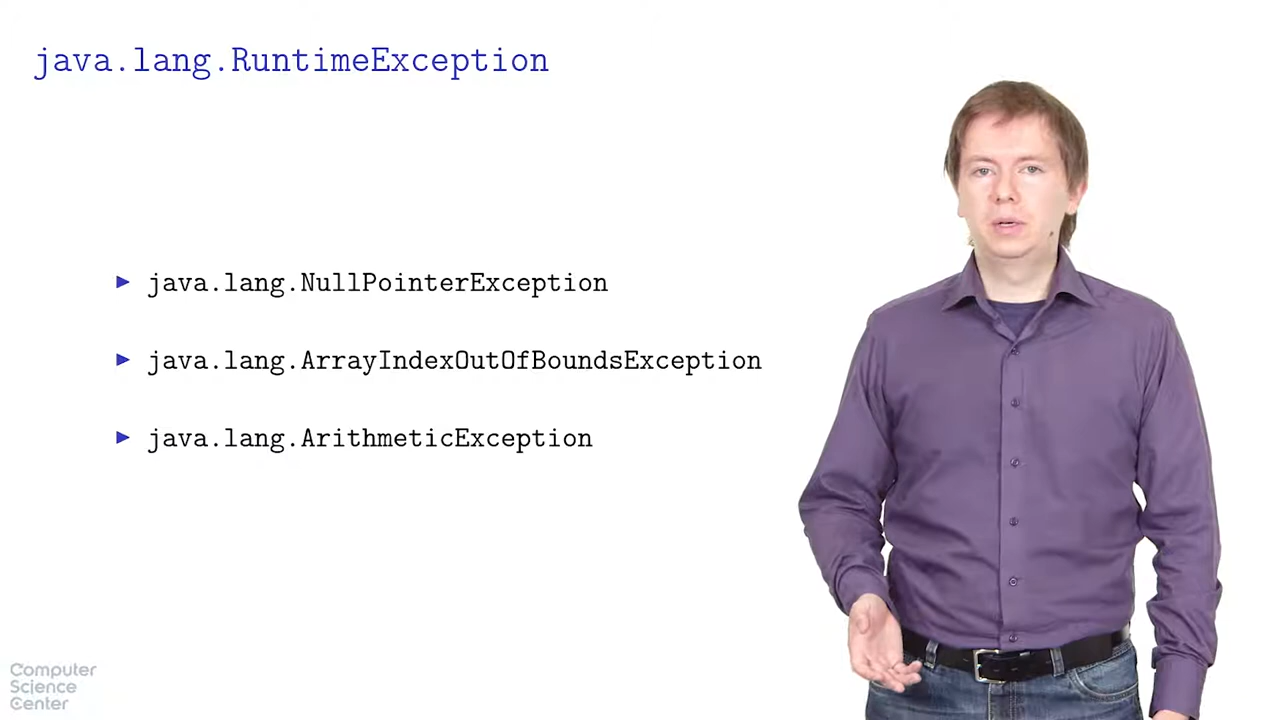 java.lang.RuntimeException
java.lang.NullPointerException
java.lang.ArrayIndexOutOfBoundsException
java.lang.ArithmeticException
Computer
Science
Center